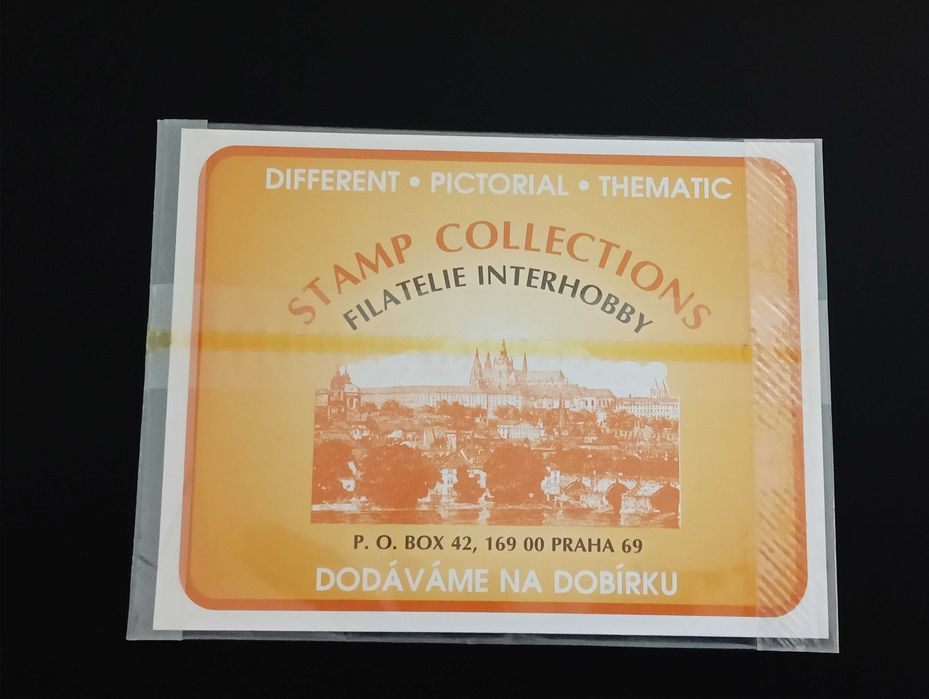 DIFFERENT • PICTORIAL • THEMATIC
STAMP COLLECTIONS
FILATELIE INTERHOBBY
P. O. BOX 42, 169 00 PRAHA 69
DODÁVÁME NA DOBÍRKU